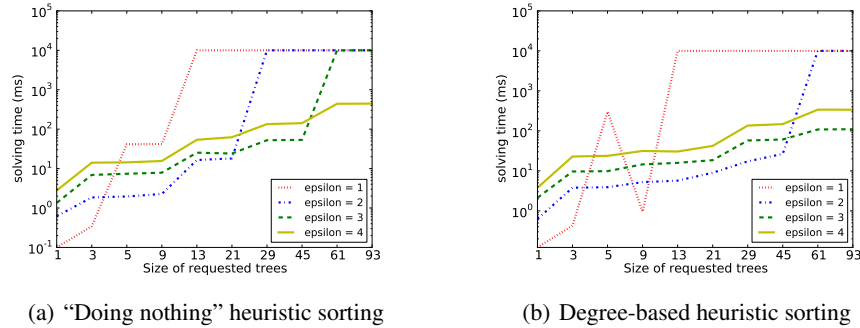 10^5
10^4
10^3
10^2
10^1
10^0
10^-1
solving time (ms)
epsilon = 1
epsilon = 2
epsilon = 3
epsilon = 4
1 3 5 9 13 21 29 45 61 93
Size of requested trees
(a) “Doing nothing” heuristic sorting
10^5
10^4
10^3
10^2
10^1
10^0
solving time (ms)
epsilon = 1
epsilon = 2
epsilon = 3
epsilon = 4
1 3 5 9 13 21 29 45 61 93
Size of requested trees
(b) Degree-based heuristic sorting